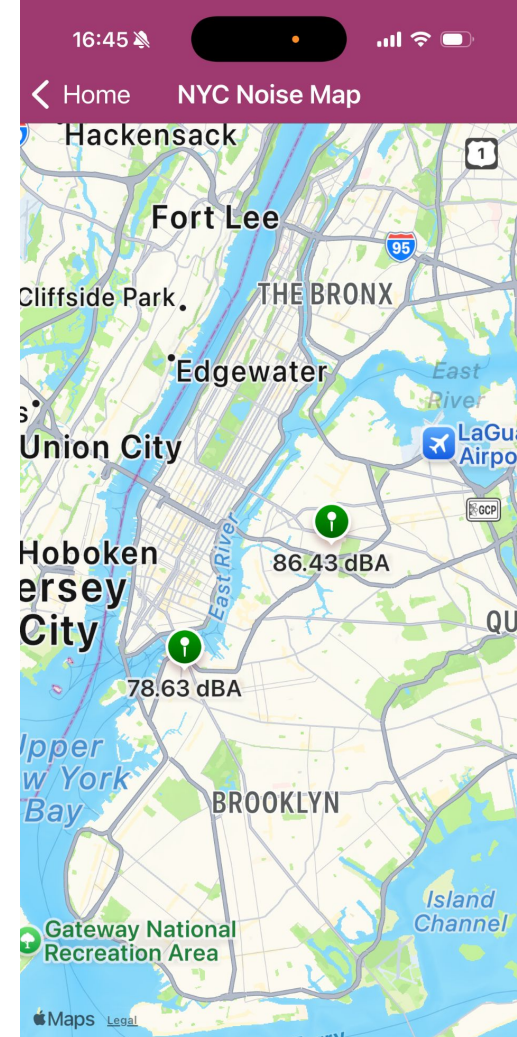 16:45
Home
NYC Noise Map
Hackensack
1
Fort Lee
95
Cliffside Park
THE BRONX
Edgewater
East
River
s
Union City
LaGua
Airpo
GCP
Hoboken
East River
86.43 dBA
ersey
City
QU
78.63 dBA
Upper
w York
Bay
BROOKLYN
Island
Channel
Gateway National
Recreation Area
Maps
Legal